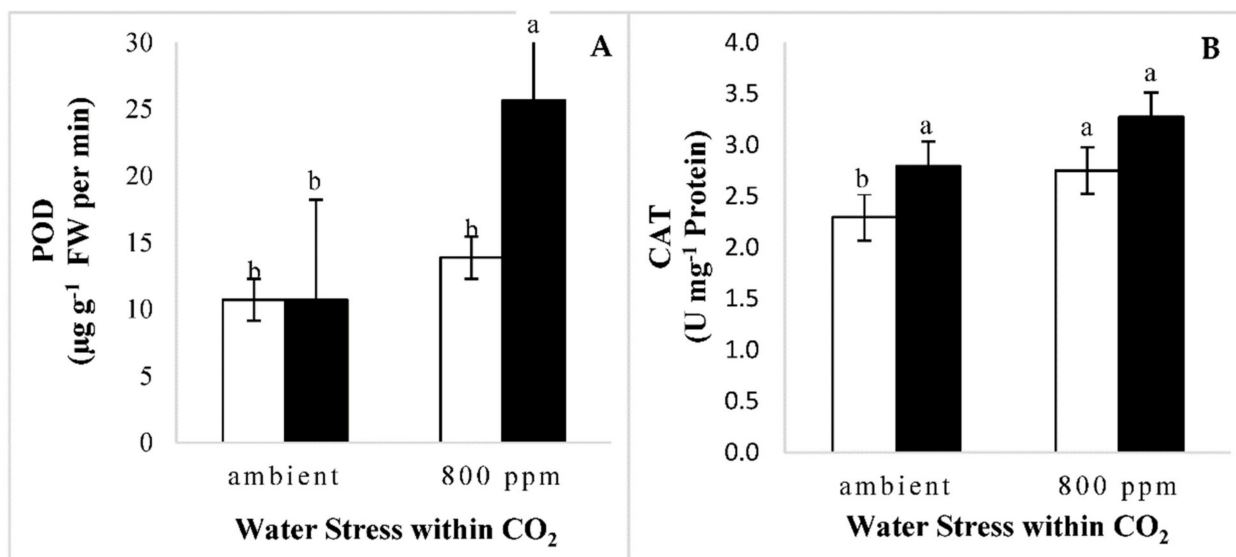 A
POD
(µg g⁻¹ FW per min)
30
25
20
15
10
5
0
b
b
b
a
ambient
800 ppm
Water Stress within CO₂
B
CAT
(U mg⁻¹ Protein)
4.0
3.5
3.0
2.5
2.0
1.5
1.0
0.5
0.0
b
a
a
a
ambient
800 ppm
Water Stress within CO₂